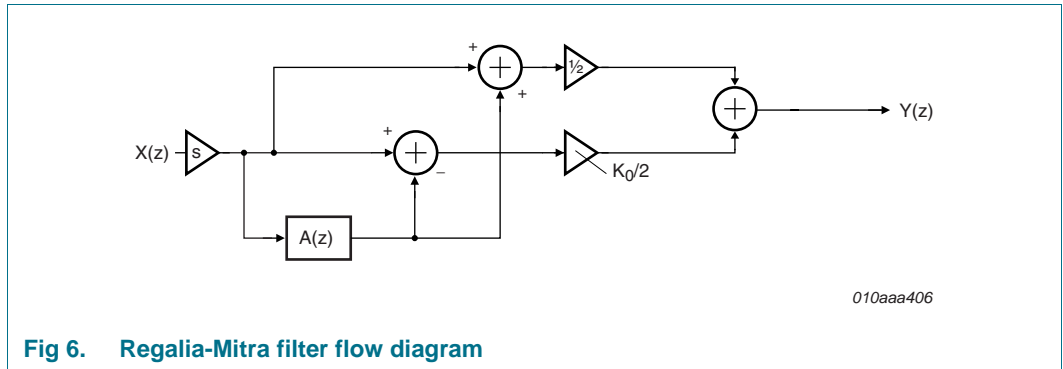 +
+
½
+
Y(z)
X(z)
s
+
+
−
K0/2
A(z)
010aaa406
Fig 6. Regalia-Mitra filter flow diagram